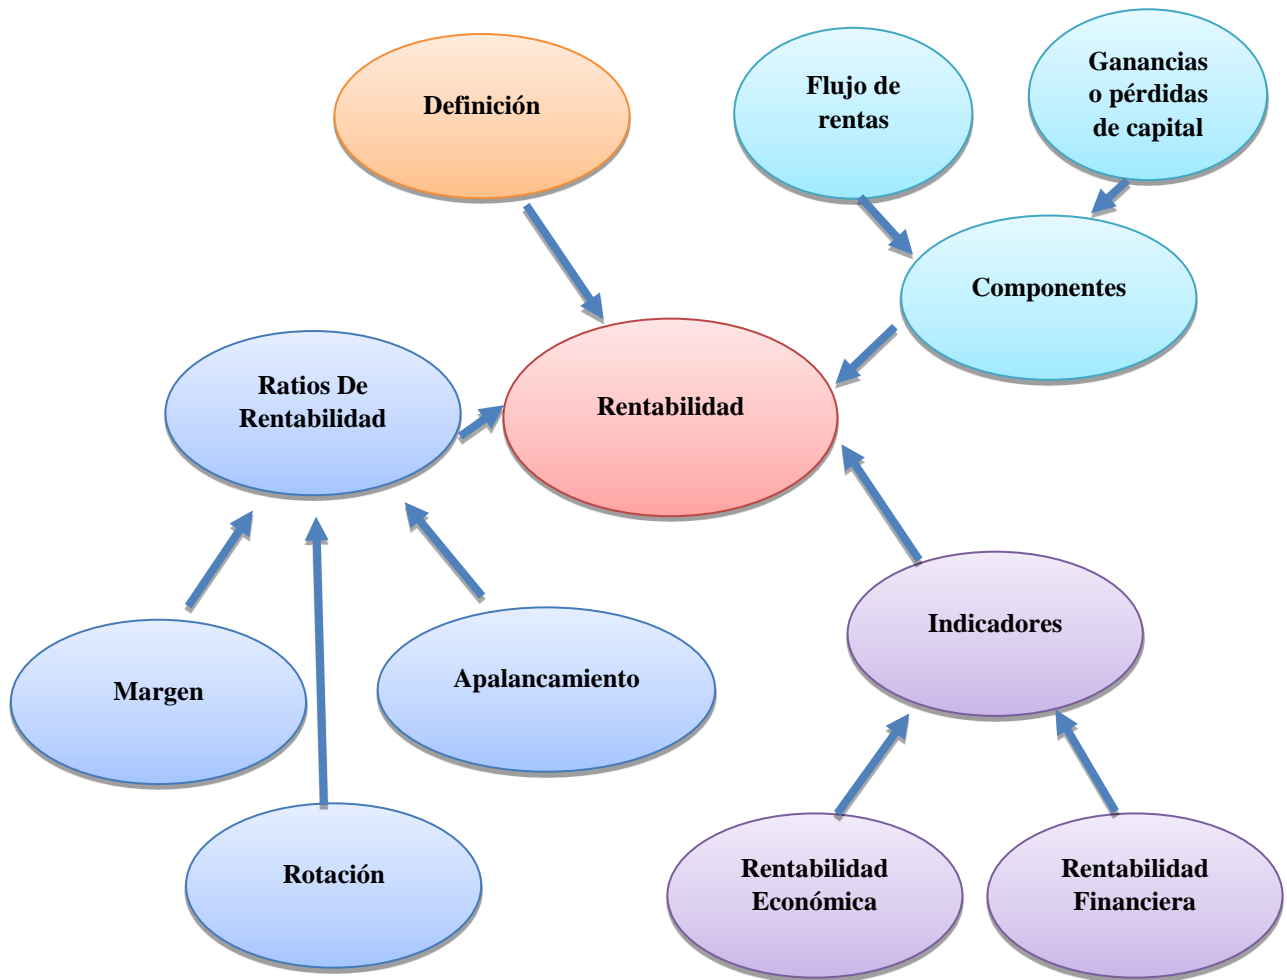 Definición
Flujo de
rentas
Ganancias
o pérdidas
de capital
Componentes
Ratios De
Rentabilidad
Rentabilidad
Indicadores
Margen
Apalancamiento
Rotación
Rentabilidad
Económica
Rentabilidad
Financiera